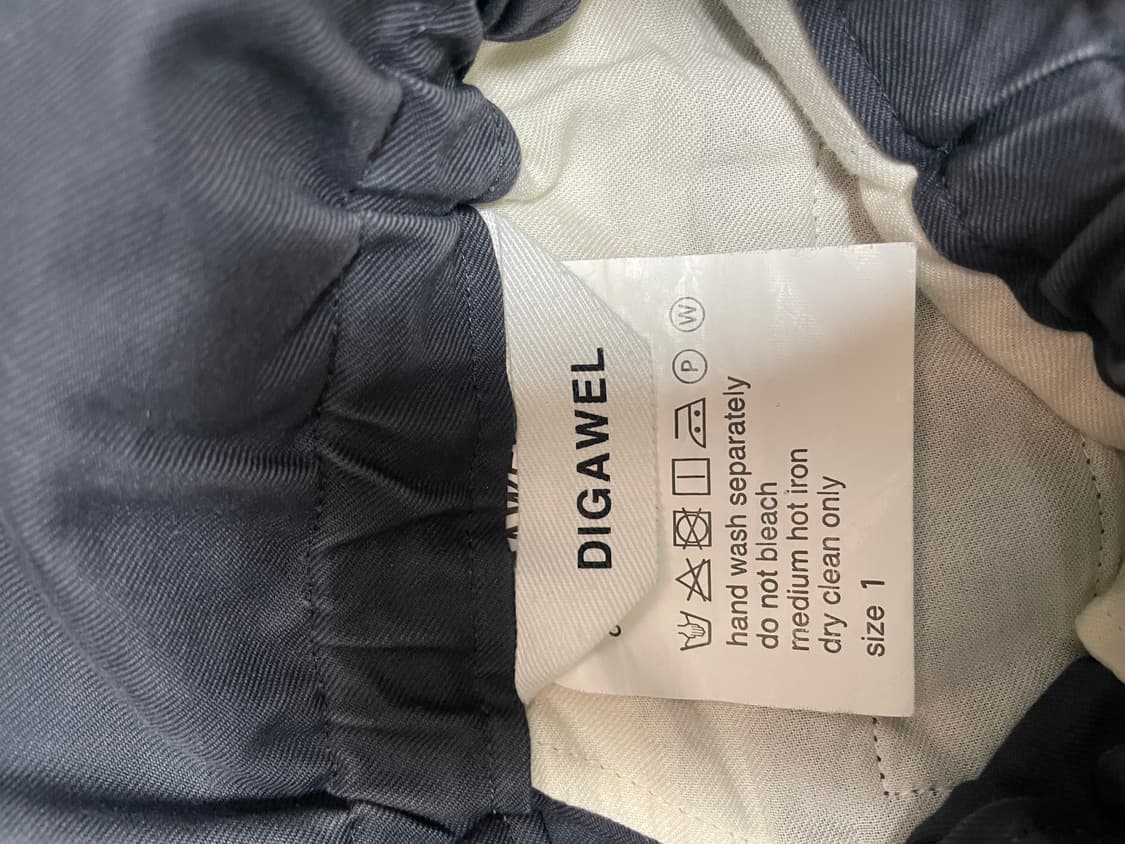 DIGAWEL
P W
hand wash separately
do not bleach
medium hot iron
dry clean only
size 1